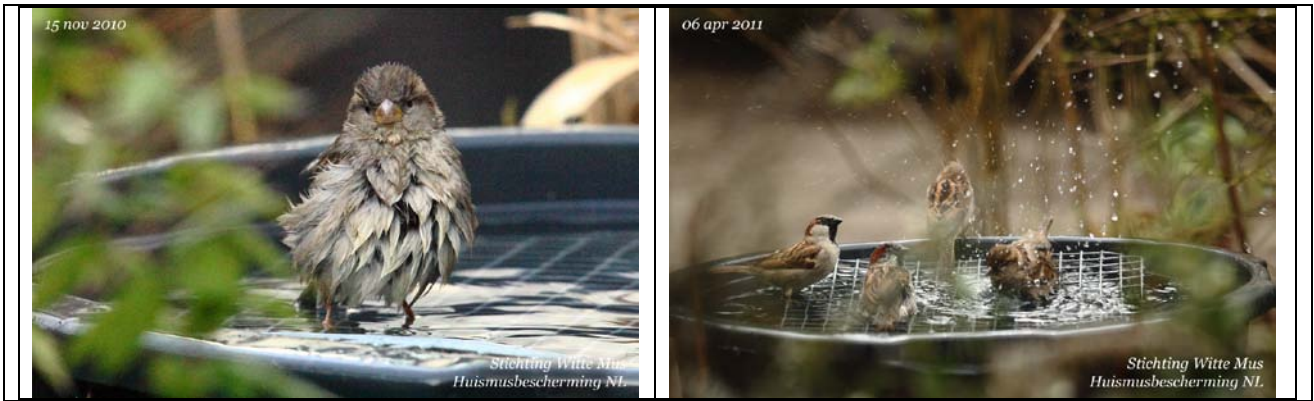 15 nov 2010
Stichting Witte Mus
Huismusbescherming NL
06 apr 2011
Stichting Witte Mus
Huismusbescherming NL